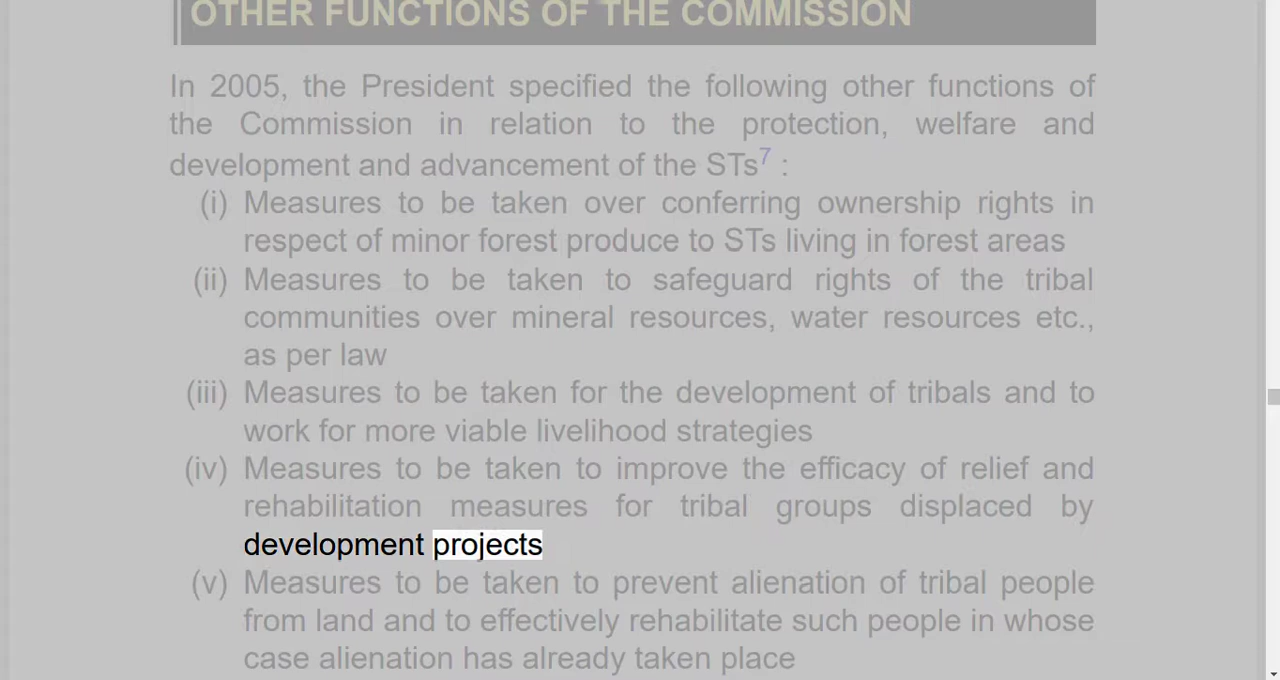 OTHER FUNCTIONS OF THE COMMISSION
In 2005, the President specified the following other functions of
the Commission in relation to the protection, welfare and
development and advancement of the STs7 :
(i) Measures to be taken over conferring ownership rights in
respect of minor forest produce to STs living in forest areas
(ii) Measures to be taken to safeguard rights of the tribal
communities over mineral resources, water resources etc.,
as per law
(iii) Measures to be taken for the development of tribals and to
work for more viable livelihood strategies
(iv) Measures to be taken to improve the efficacy of relief and
rehabilitation measures for tribal groups displaced by
development projects
(v) Measures to be taken to prevent alienation of tribal people
from land and to effectively rehabilitate such people in whose
case alienation has already taken place